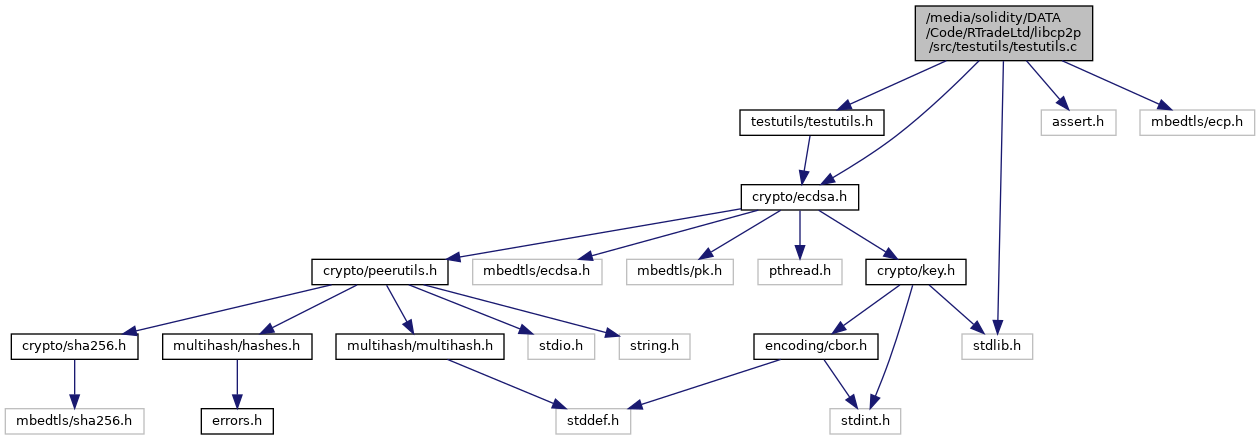 /media/solidity/DATA
/Code/RTradeLtd/libcp2p
/src/testutils/testutils.c
testutils/testutils.h
assert.h
mbedtls/ecp.h
crypto/ecdsa.h
crypto/peerutils.h
mbedtls/ecdsa.h
mbedtls/pk.h
pthread.h
crypto/key.h
crypto/sha256.h
multihash/hashes.h
multihash/multihash.h
stdio.h
string.h
encoding/cbor.h
stdlib.h
mbedtls/sha256.h
errors.h
stddef.h
stdint.h